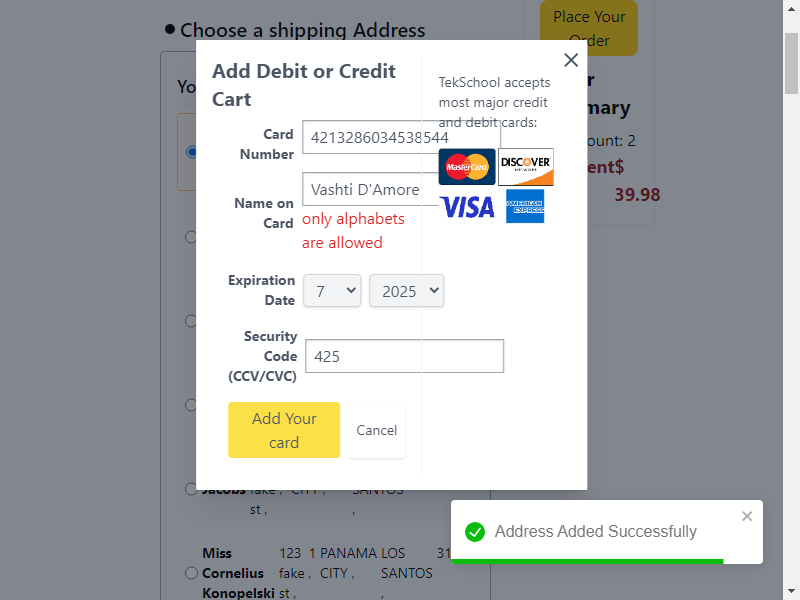 Choose a shipping Address
Place Your
Order
Add Debit or Credit
Cart
TekSchool accepts
most major credit
and debit cards:
Card
Number
4213286034538544
MasterCard
DISCOVER
NETWORK
VISA
AMERICAN
EXPRESS
Name on
Card
Vashti D'Amore
only alphabets
are allowed
Expiration
Date
7
2025
Security
Code
(CCV/CVC)
425
Add Your
card
Cancel
Yo
r
mary
ount: 2
ent$
39.98
Jacobs fake , CITY , SANTOS
st , ,
Miss 123 1 PANAMA LOS 31
Cornelius fake , CITY , SANTOS
Konopelski st , ,
Address Added Successfully